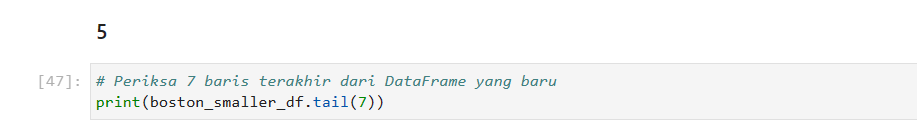 5
[47]: # Periksa 7 baris terakhir dari DataFrame yang baru
print(boston_smaller_df.tail(7))